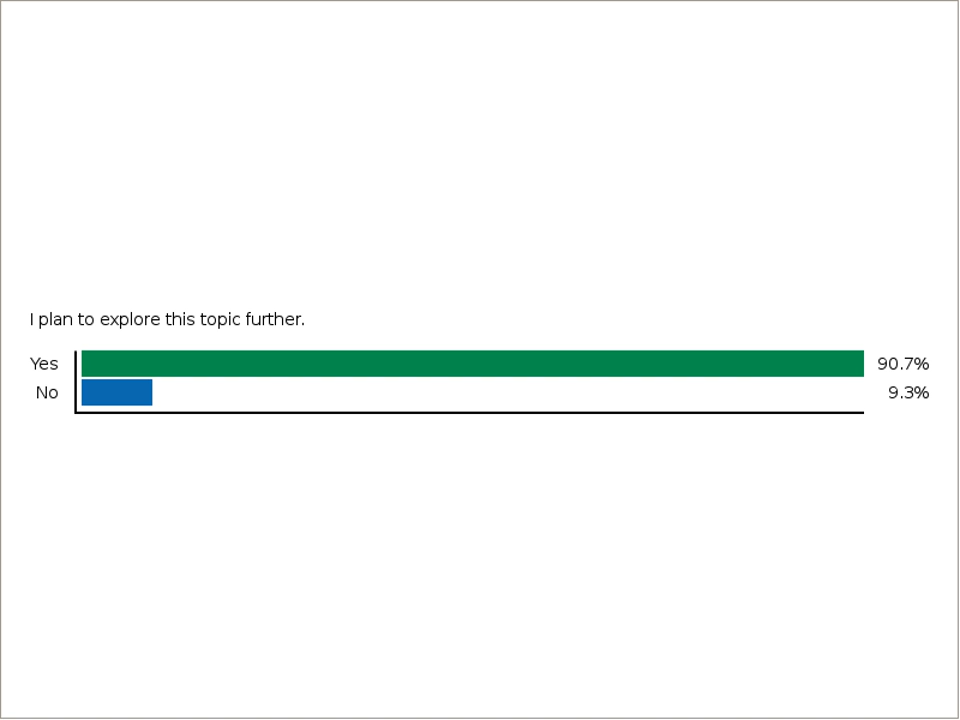 I plan to explore this topic further.
Yes 90.7%
No 9.3%